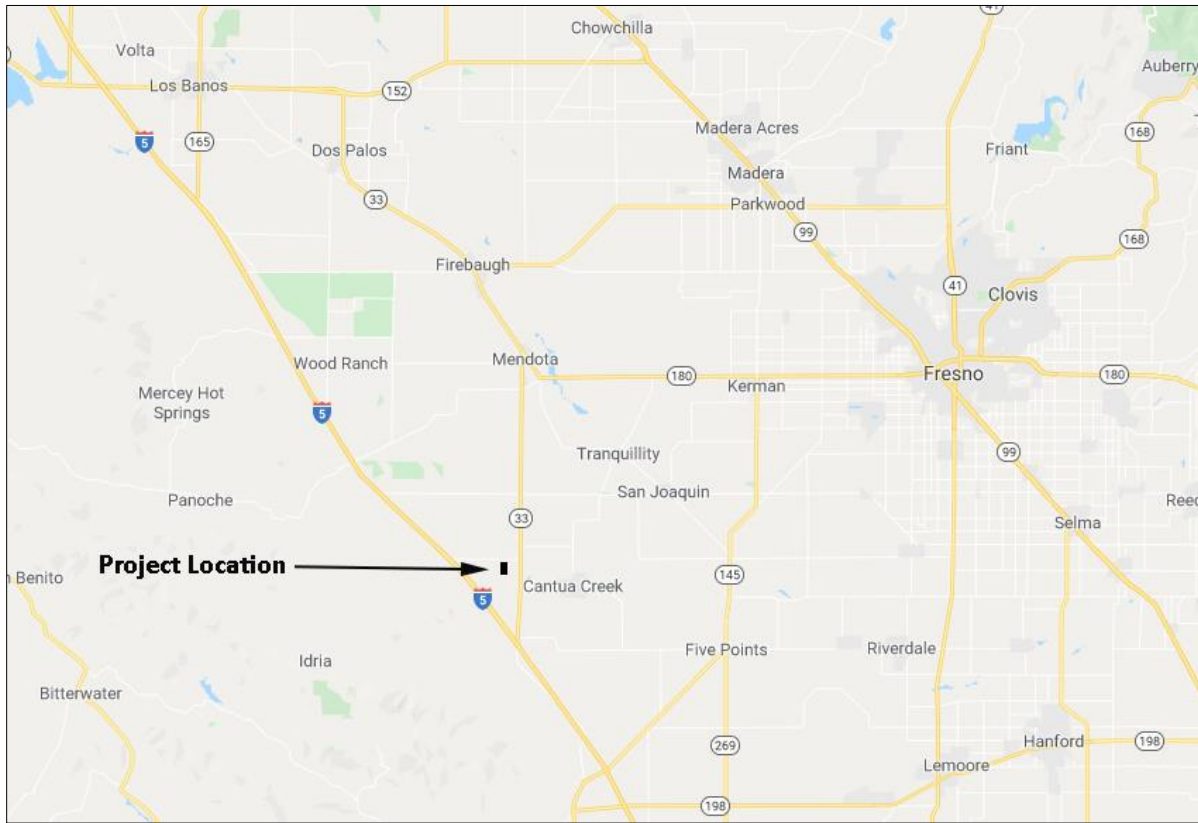 41
Chowchilla
Volta
Auberry
Los Banos
152
Madera Acres
168
5
165
Dos Palos
Friant
Madera
33
Parkwood
99
168
Firebaugh
41
Clovis
Mendota
Wood Ranch
180
Kerman
Fresno
180
Mercey Hot
Springs
5
Tranquillity
99
Panoche
San Joaquin
Reed
33
Selma
Project Location
n Benito
5
Cantua Creek
145
Five Points
Riverdale
Idria
Bitterwater
269
Hanford
198
Lemoore
198